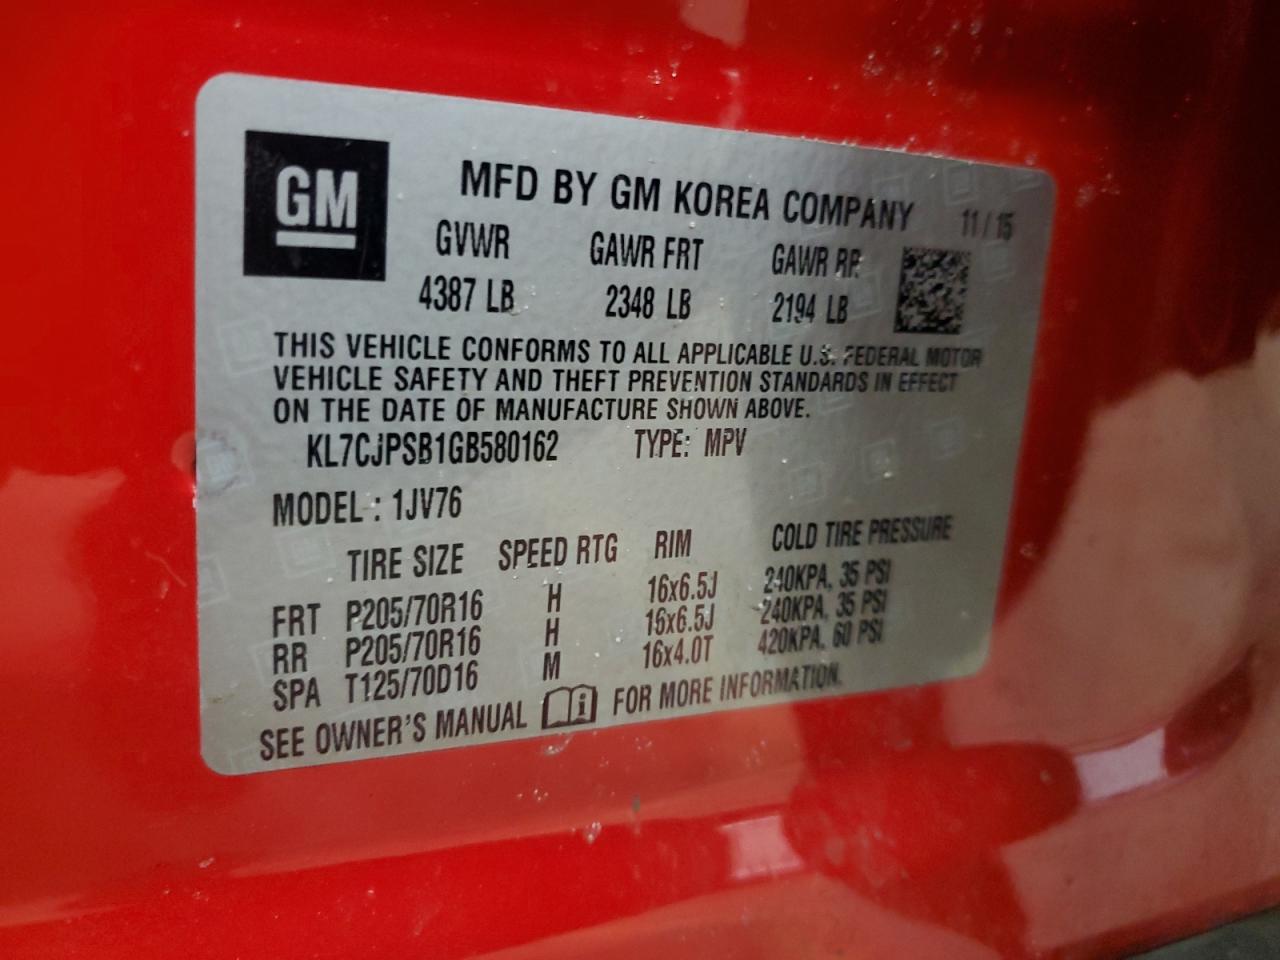 GM
MFD BY GM KOREA COMPANY 11/15
GVWR GAWR FRT GAWR RR
4387 LB 2348 LB 2194 LB
THIS VEHICLE CONFORMS TO ALL APPLICABLE U.S. FEDERAL MOTOR
VEHICLE SAFETY AND THEFT PREVENTION STANDARDS IN EFFECT
ON THE DATE OF MANUFACTURE SHOWN ABOVE.
KL7CJPSB1GB580162 TYPE: MPV
MODEL : 1JV76
TIRE SIZE SPEED RTG RIM COLD TIRE PRESSURE
FRT P205/70R16 H 16x6.5J 240KPA, 35 PSI
RR P205/70R16 H 16x6.5J 240KPA, 35 PSI
SPA T125/70D16 M 16x4.0T 420KPA, 60 PSI
SEE OWNER'S MANUAL i FOR MORE INFORMATION.